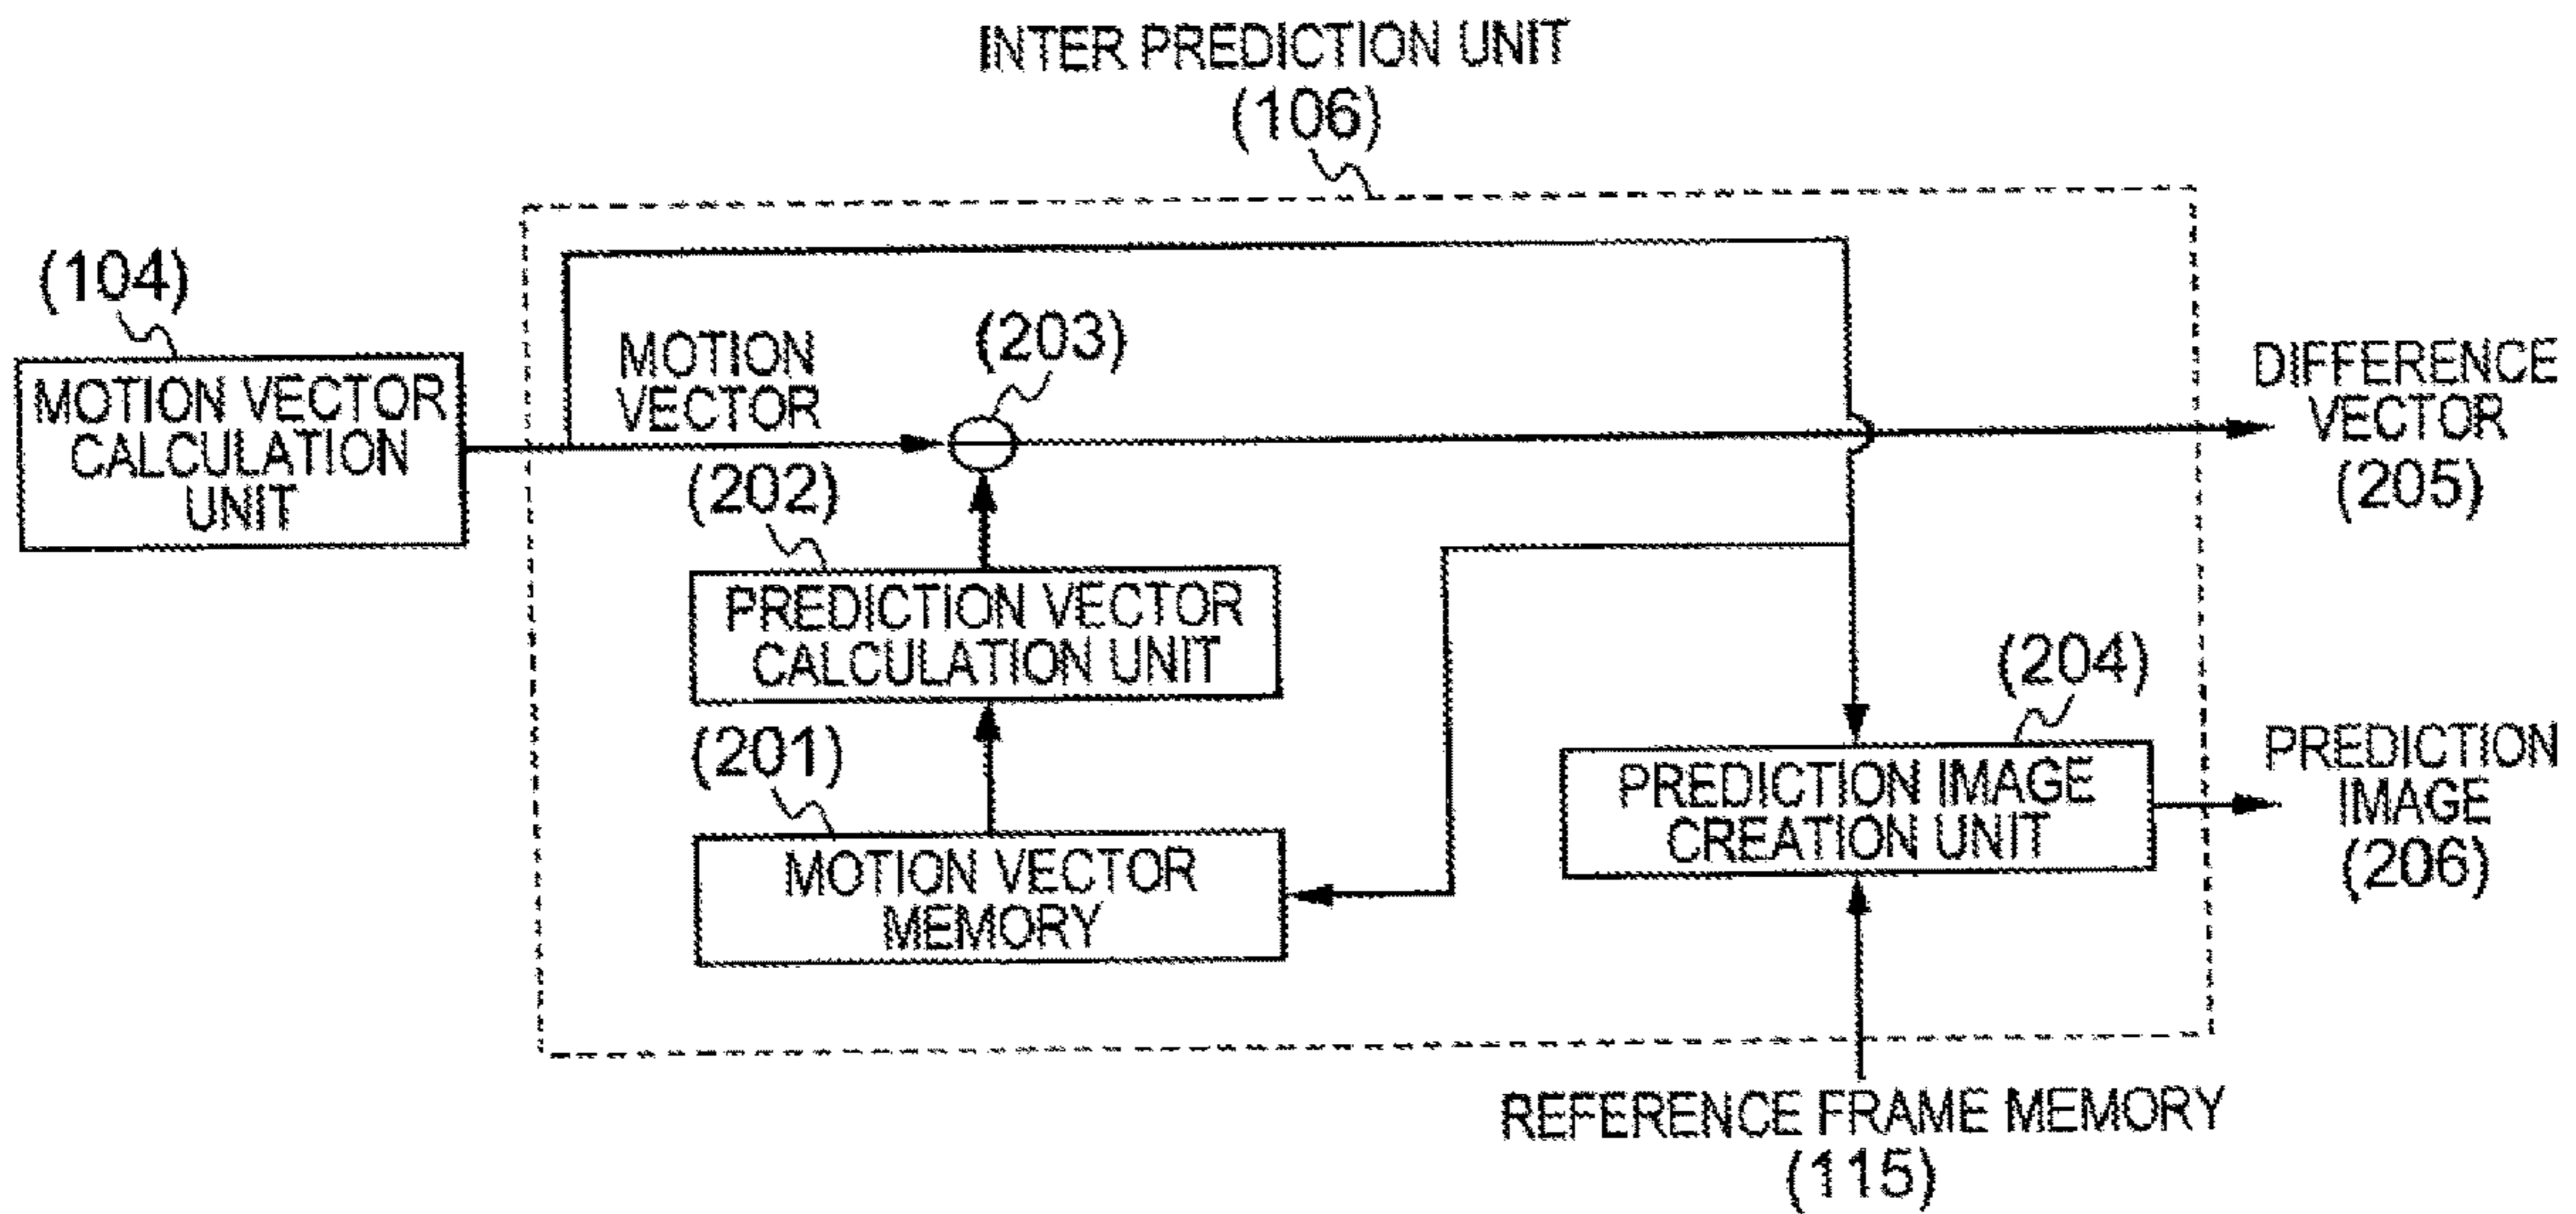 INTER PREDICTION UNIT
(106)
(104)
MOTION VECTOR
CALCULATION
UNIT
MOTION
VECTOR
(203)
DIFFERENCE
VECTOR
(205)
(202)
PREDICTION VECTOR
CALCULATION UNIT
(204)
PREDICTION IMAGE
CREATION UNIT
PREDICTION
IMAGE
(206)
(201)
MOTION VECTOR
MEMORY
REFERENCE FRAME MEMORY
(115)